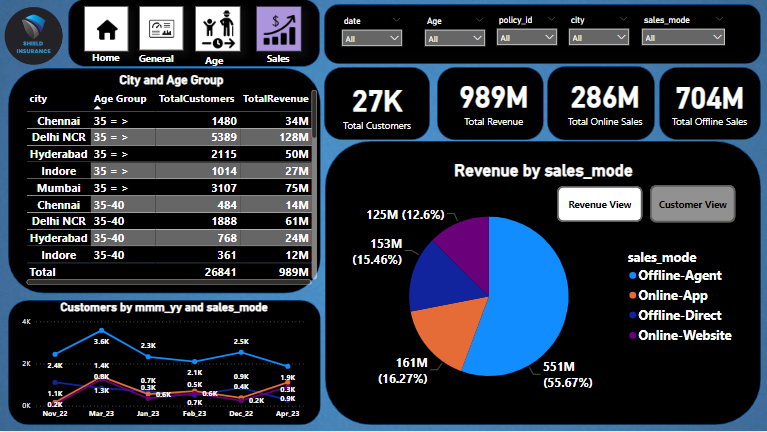 SHIELD
INSURANCE
Home
General
Age
Sales
date
Age
policy_id
city
sales_mode
All
All
All
All
All
City and Age Group
city Age Group TotalCustomers TotalRevenue
Chennai 35 = > 1480 34M
Delhi NCR 35 = > 5389 128M
Hyderabad 35 = > 2115 50M
Indore 35 = > 1014 27M
Mumbai 35 = > 3107 75M
Chennai 35-40 484 14M
Delhi NCR 35-40 1888 61M
Hyderabad 35-40 768 24M
Indore 35-40 361 12M
Total 26841 989M
27K
Total Customers
989M
Total Revenue
286M
Total Online Sales
704M
Total Offline Sales
Revenue by sales_mode
Revenue View
Customer View
125M (12.6%)
153M
(15.46%)
161M
(16.27%)
551M
(55.67%)
sales_mode
Offline-Agent
Online-App
Offline-Direct
Online-Website
Customers by mmm_yy and sales_mode
4K
2K
0K
2.4K
3.6K
2.3K
2.1K
2.5K
1.9K
1.1K
0.2K
1.4K
1.3K
0.7K
0.3K
0.6K
0.5K
0.6K
0.7K
0.9K
0.4K
0.2K
0.3K
0.9K
Nov_22 Mar_23 Jan_23 Feb_23 Dec_22 Apr_23